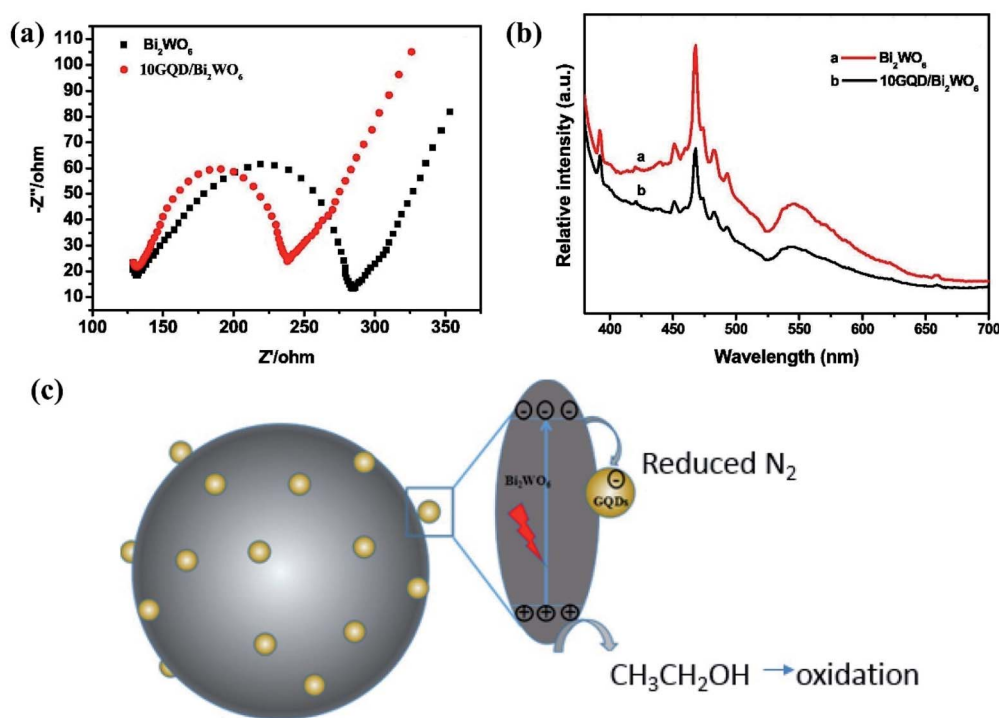 (a)
Bi₂WO₆
10GQD/Bi₂WO₆
110
100
90
80
70
60
50
40
30
20
10
-Z"/ohm
100 150 200 250 300 350
Z'/ohm
(b)
a Bi₂WO₆
b 10GQD/Bi₂WO₆
a
b
Relative intensity (a.u.)
400 450 500 550 600 650 700
Wavelength (nm)
(c)
- - -
Bi₂WO₆
-
GQDs
Reduced N₂
+ + +
CH₃CH₂OH oxidation